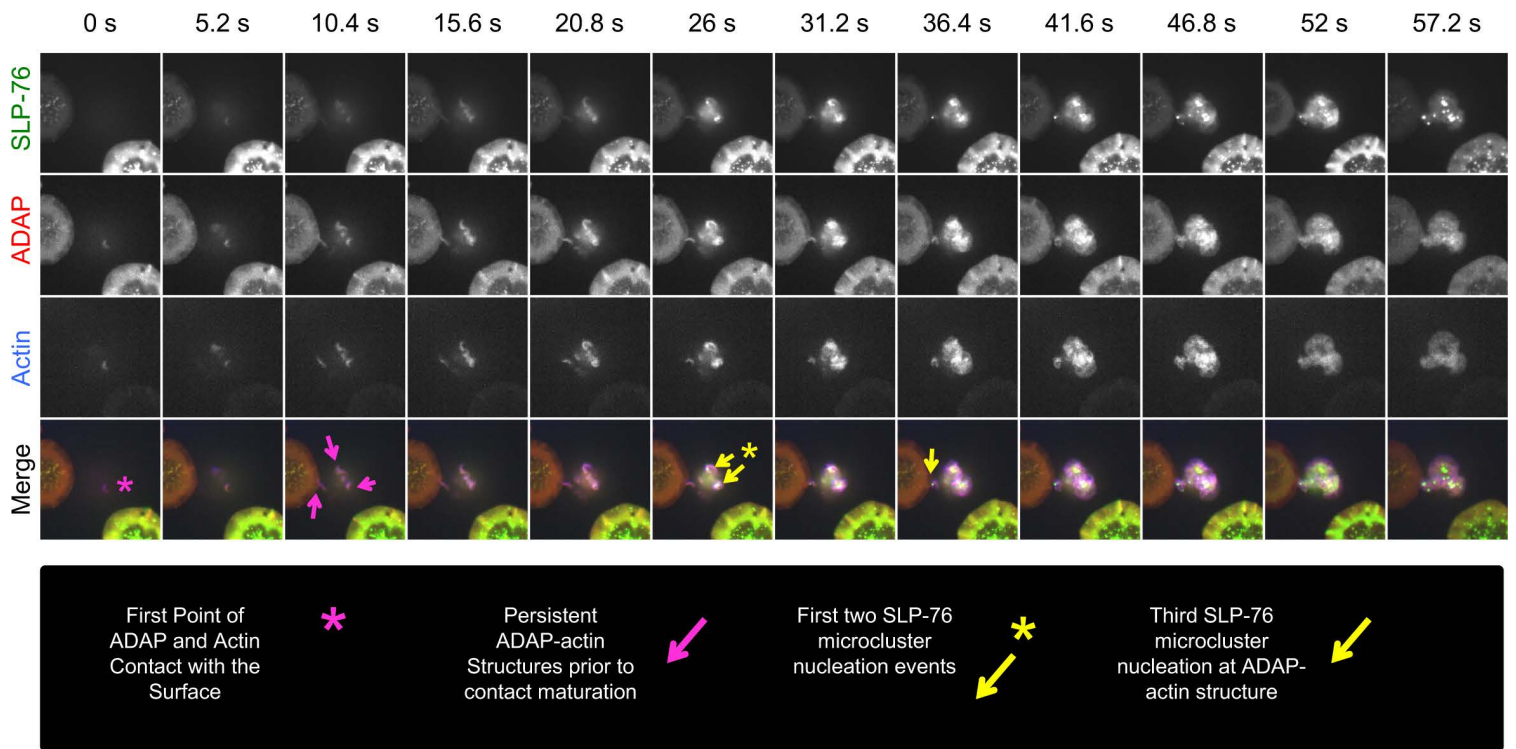 0 s 5.2 s 10.4 s 15.6 s 20.8 s 26 s 31.2 s 36.4 s 41.6 s 46.8 s 52 s 57.2 s
SLP-76
ADAP
Actin
Merge
*
*
First Point of
ADAP and Actin
Contact with the
Surface
*
Persistent
ADAP-actin
Structures prior to
contact maturation
First two SLP-76
microcluster
nucleation events
*
Third SLP-76
microcluster
nucleation at ADAP-
actin structure